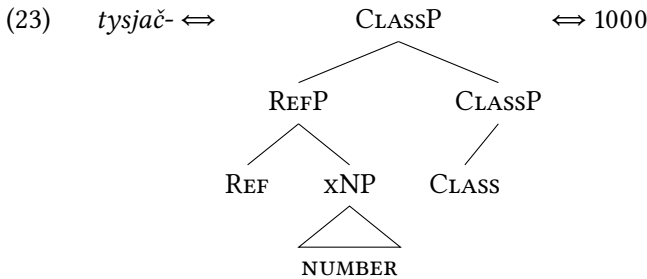 (23) tysjač- ⇔ ClassP ⇔ 1000
RefP ClassP
Ref xNP Class
number